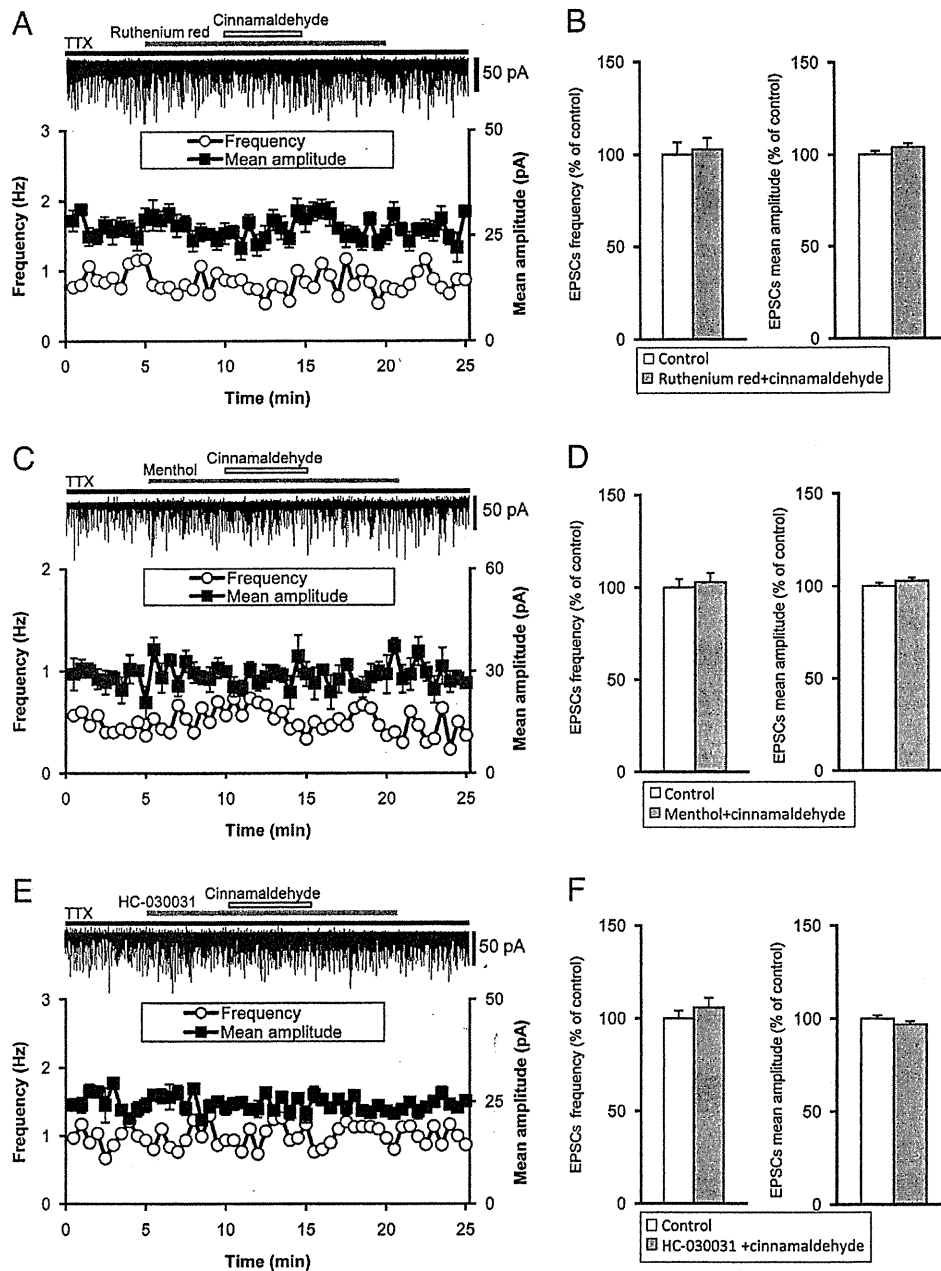 A
Cinnamaldehyde
Ruthenium red
TTX
50 pA
Frequency
Mean amplitude
3
2
1
0
50
25
0
Frequency (Hz)
Mean amplitude (pA)
0 5 10 15 20 25
Time (min)
B
150
100
50
0
EPSCs frequency (% of control)
150
100
50
0
EPSCs mean amplitude (% of control)
Control
Ruthenium red+cinnamaldehyde
C
Cinnamaldehyde
Menthol
TTX
50 pA
Frequency
Mean amplitude
2
1
0
60
30
0
Frequency (Hz)
Mean amplitude (pA)
0 5 10 15 20 25
Time (min)
D
150
100
50
0
EPSCs frequency (% of control)
150
100
50
0
EPSCs mean amplitude (% of control)
Control
Menthol+cinnamaldehyde
E
Cinnamaldehyde
HC-030031
TTX
50 pA
Frequency
Mean amplitude
3
2
1
0
50
25
0
Frequency (Hz)
Mean amplitude (pA)
0 5 10 15 20 25
Time (min)
F
150
100
50
0
EPSCs frequency (% of control)
150
100
50
0
EPSCs mean amplitude (% of control)
Control
HC-030031 +cinnamaldehyde